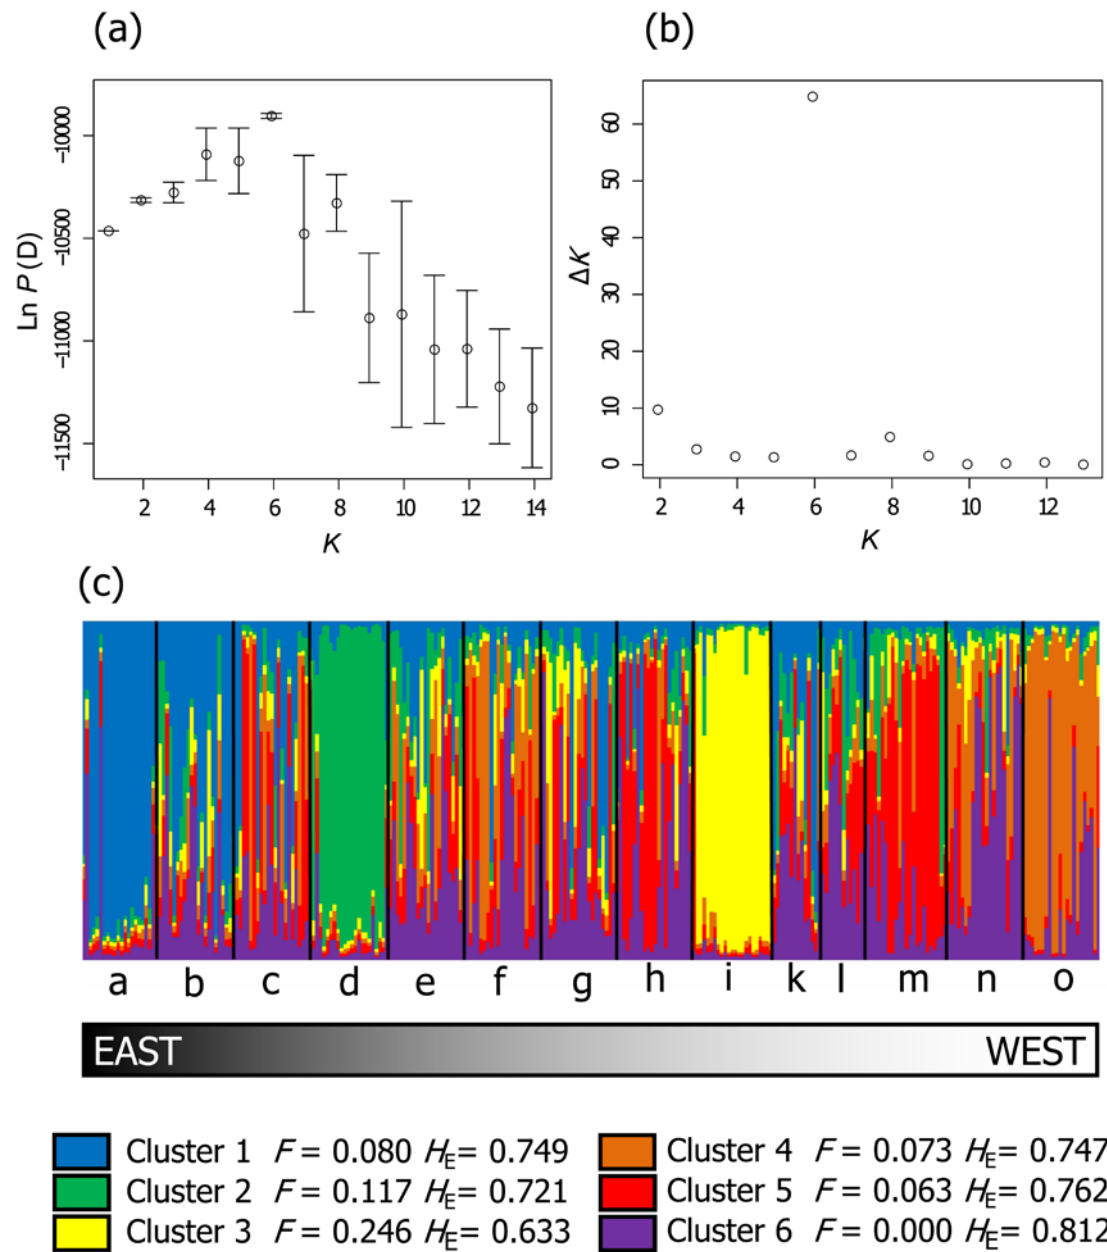 (a)
(b)
Ln P(D)
-10000
-10500
-11000
-11500
2 4 6 8 10 12 14
K
ΔK
60
50
40
30
20
10
0
2 4 6 8 10 12
K
(c)
a b c d e f g h i k l m n o
EAST WEST
Cluster 1 F = 0.080 HE = 0.749
Cluster 2 F = 0.117 HE = 0.721
Cluster 3 F = 0.246 HE = 0.633
Cluster 4 F = 0.073 HE = 0.747
Cluster 5 F = 0.063 HE = 0.762
Cluster 6 F = 0.000 HE = 0.812